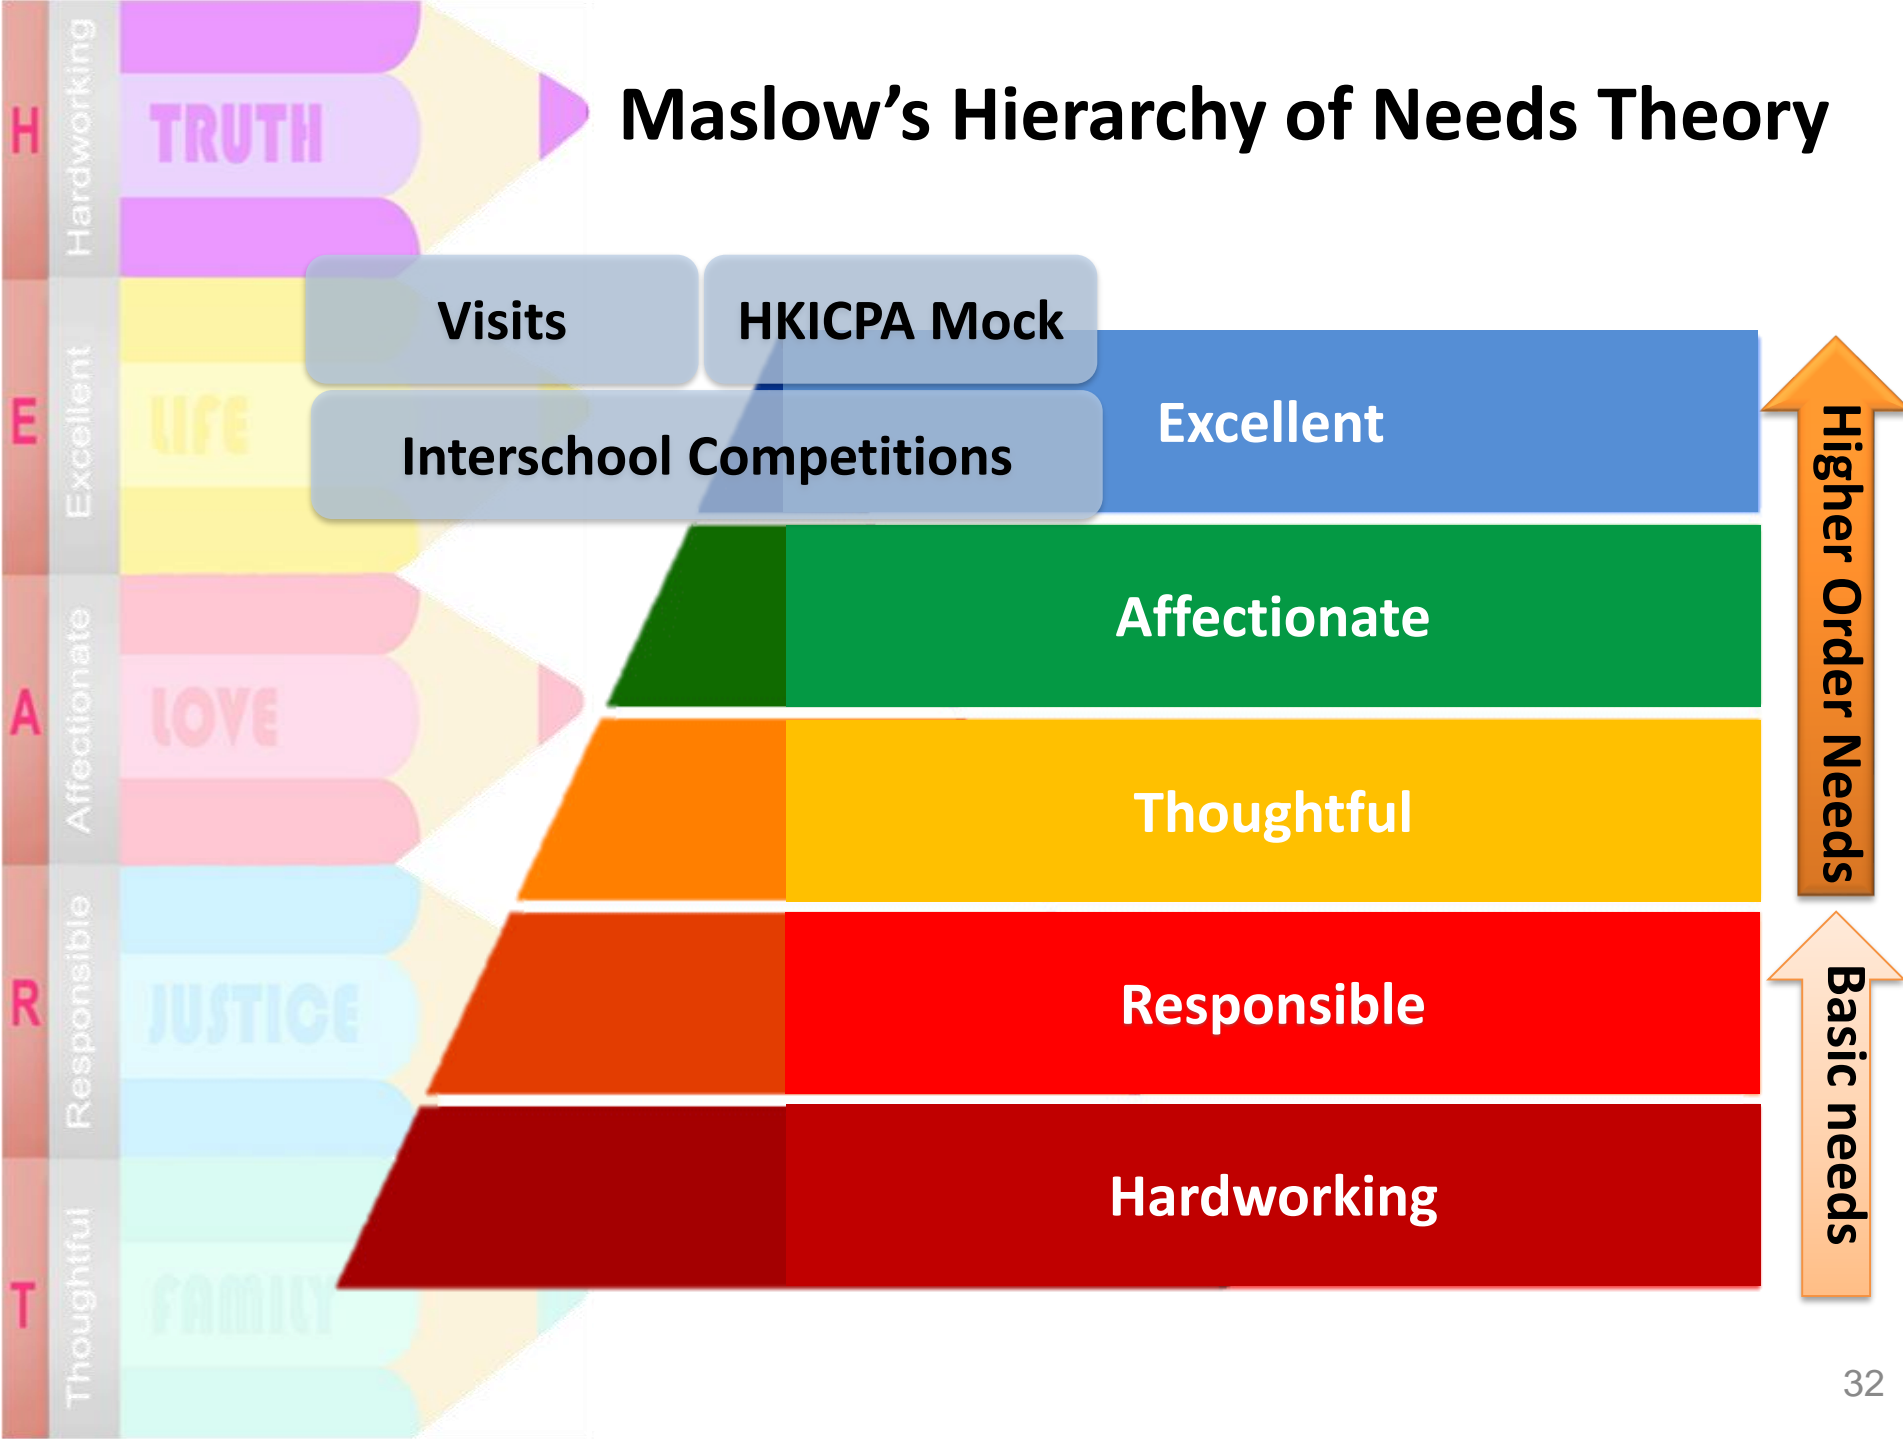 Maslow’s Hierarchy of Needs Theory
H
Hardworking
TRUTH
E
Excellent
LIFE
A
Affectionate
LOVE
R
Responsible
JUSTICE
T
Thoughtful
FAMILY
Visits
HKICPA Mock
Interschool Competitions
Excellent
Affectionate
Thoughtful
Responsible
Hardworking
Higher Order Needs
Basic needs
32